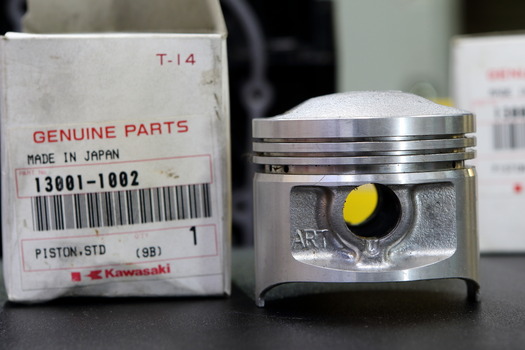 T-14
GENUINE PARTS
MADE IN JAPAN
13001-1002
1
PISTON,STD (9B)
Kawasaki
ART